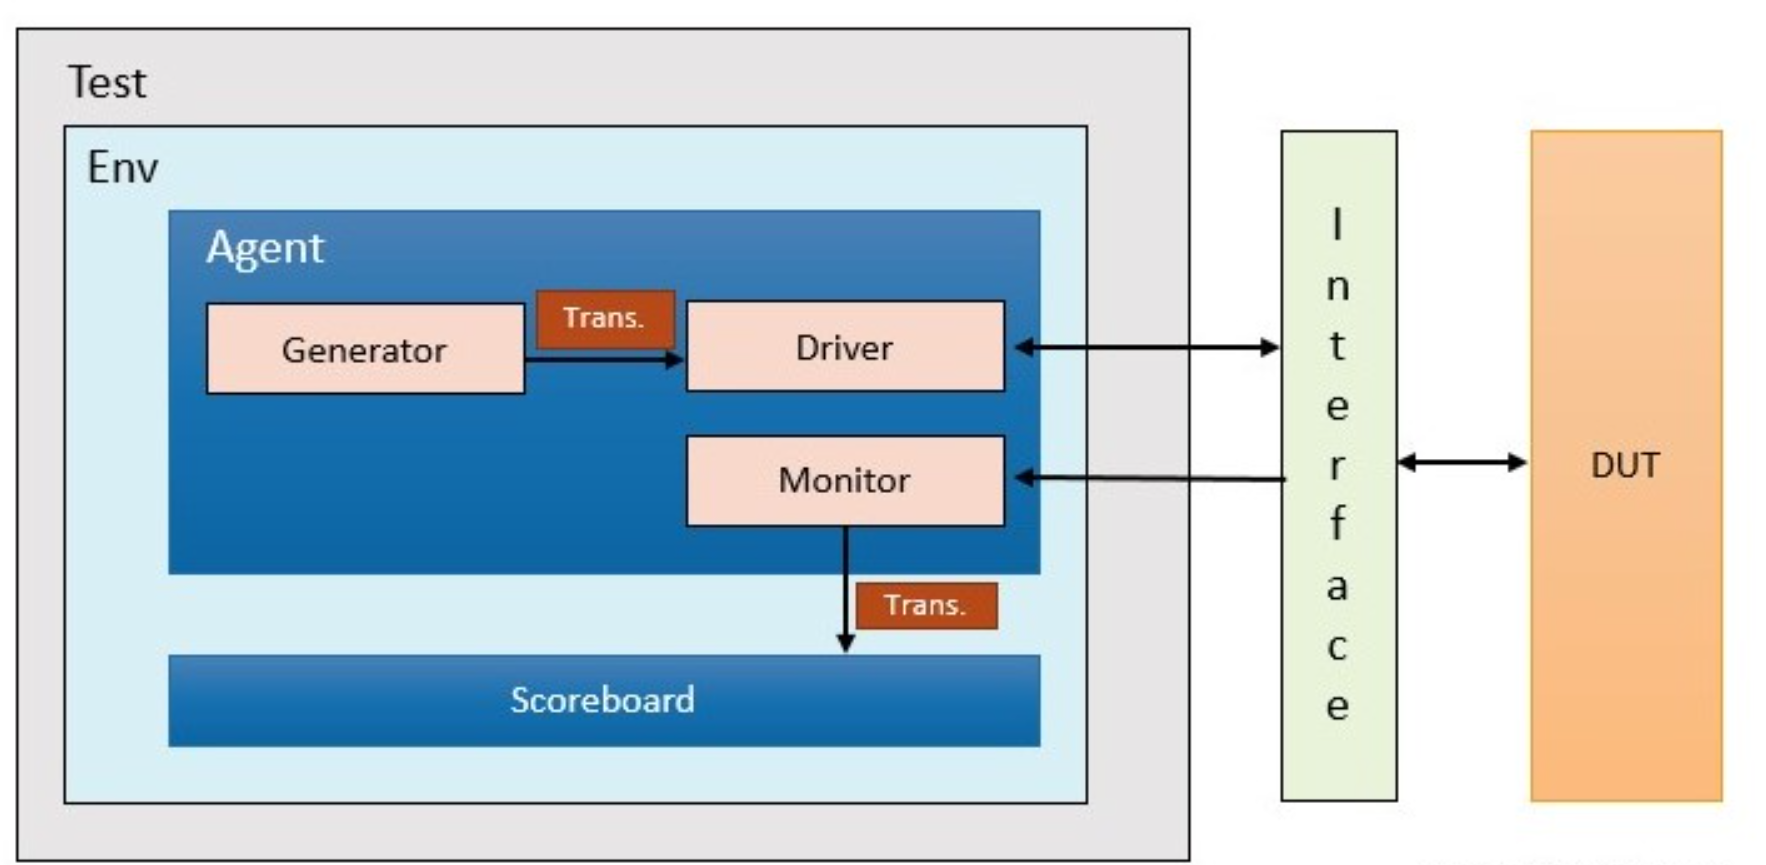 Test
Env
Agent
Generator
Trans.
Driver
Monitor
Trans.
Scoreboard
Interface
DUT